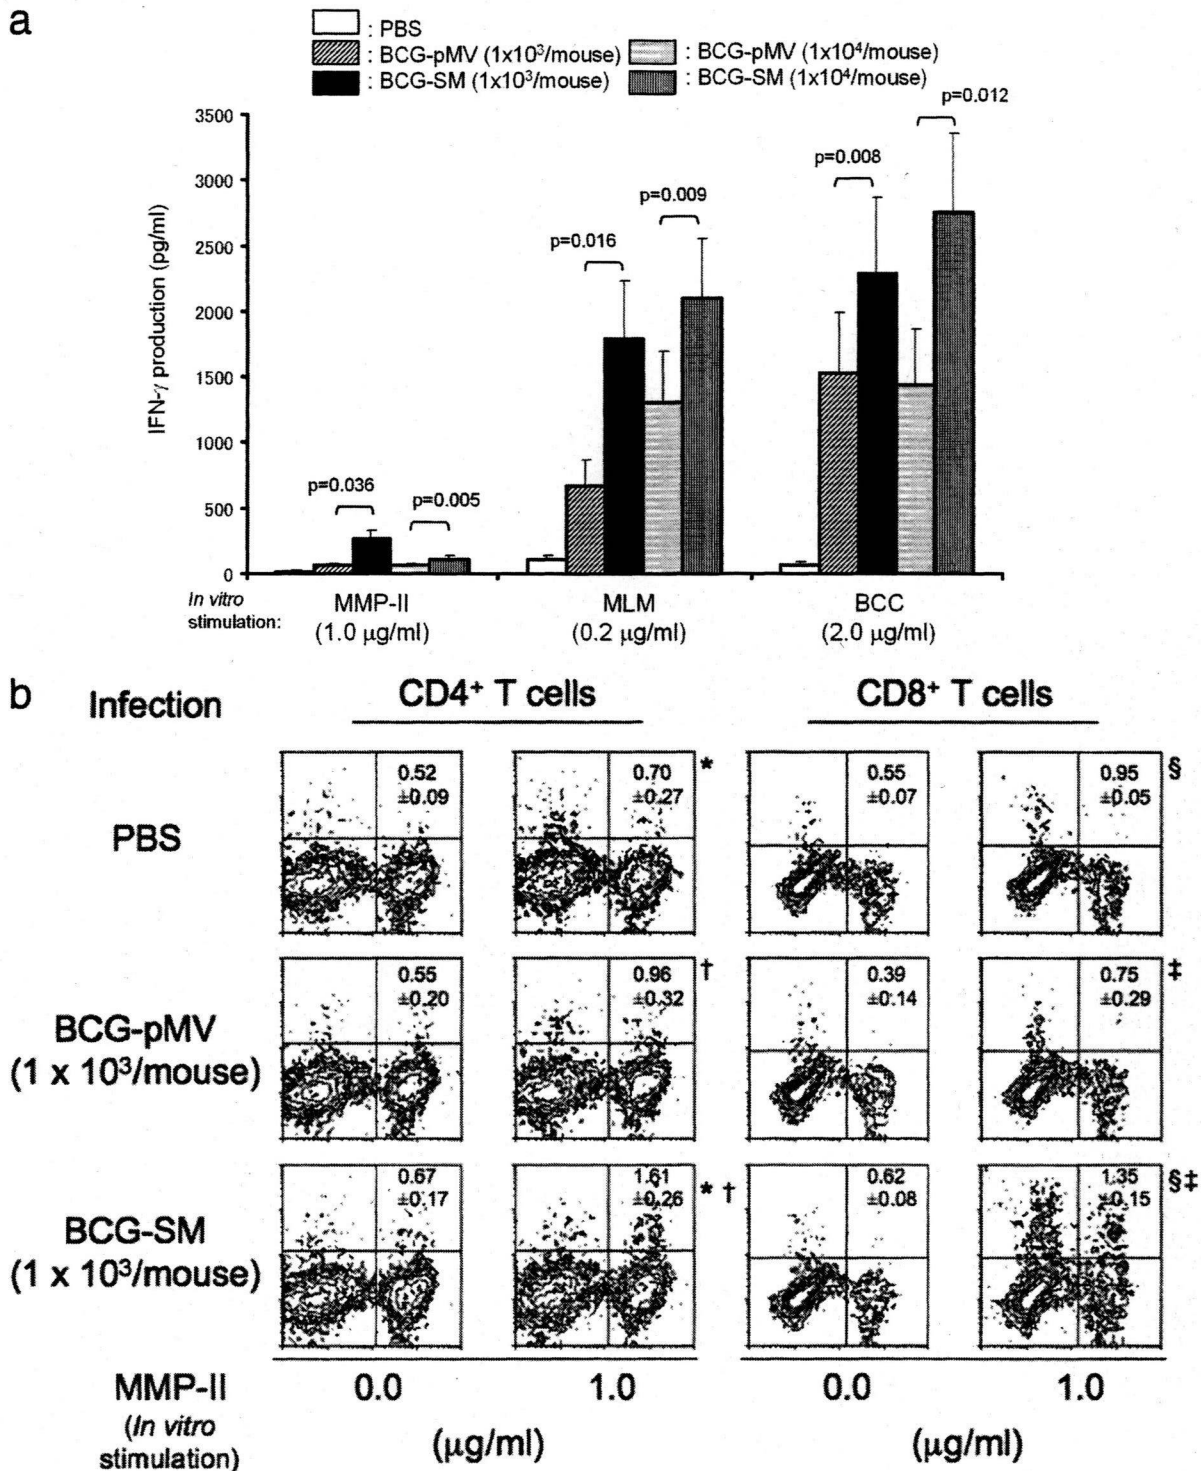 a
: PBS
: BCG-pMV (1x10³/mouse) : BCG-pMV (1x10⁴/mouse)
: BCG-SM (1x10³/mouse) : BCG-SM (1x10⁴/mouse)
p=0.012
3500
p=0.008
3000
p=0.009
2500
p=0.016
2000
1500
1000
p=0.036
p=0.005
500
0
IFN-γ production (pg/ml)
In vitro
stimulation:
MMP-II MLM BCC
(1.0 μg/ml) (0.2 μg/ml) (2.0 μg/ml)
b
Infection CD4⁺ T cells CD8⁺ T cells
PBS
0.52 0.70 * 0.55 0.95 §
±0.09 ±0.27 ±0.07 ±0.05
BCG-pMV
(1 x 10³/mouse)
0.55 0.96 † 0.39 0.75 ‡
±0.20 ±0.32 ±0.14 ±0.29
BCG-SM
(1 x 10³/mouse)
0.67 1.61 * † 0.62 1.35 §‡
±0.17 ±0.26 ±0.08 ±0.15
MMP-II 0.0 1.0 0.0 1.0
(In vitro
stimulation)
(μg/ml) (μg/ml)